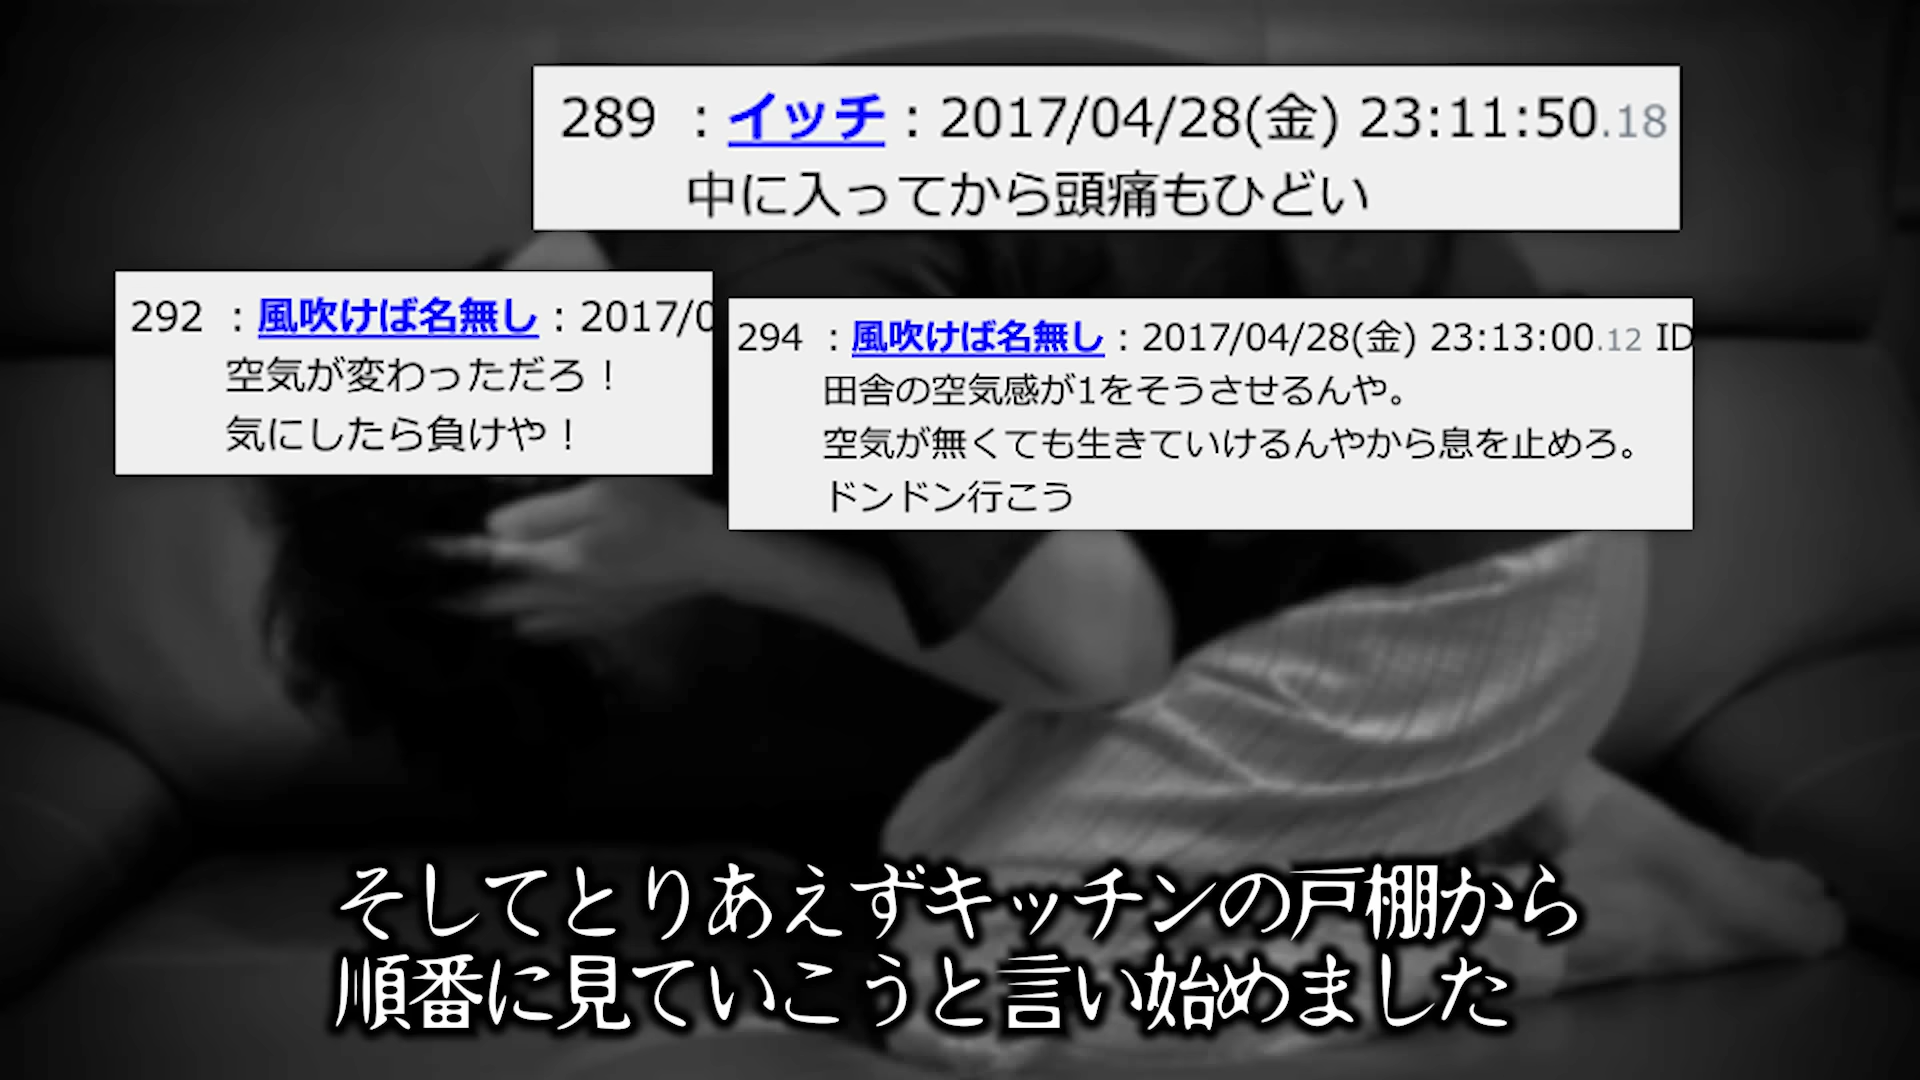 289 ：イッチ：2017/04/28(金) 23:11:50.18
中に入ってから頭痛もひどい
292 ：風吹けば名無し：2017/0
空気が変わっただろ！
気にしたら負けや！
294 ：風吹けば名無し：2017/04/28(金) 23:13:00.12 ID
田舎の空気感が1をそうさせるんや。
空気が無くても生きていけるんやから息を止めろ。
ドンドン行こう
そしてとりあえずキッチンの戸棚から
順番に見ていこうと言い始めました